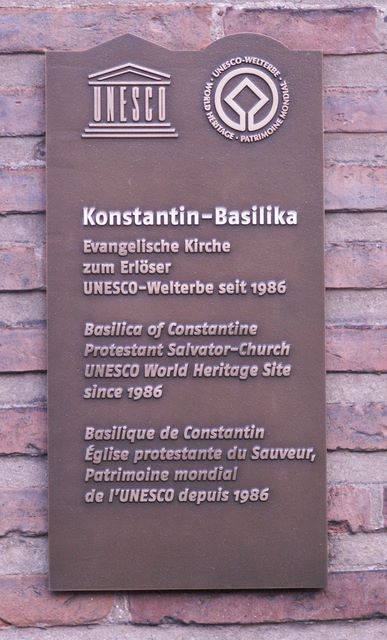 UNESCO
UNESCO-WELTERBE • WORLD HERITAGE • PATRIMOINE MONDIAL •
Konstantin-Basilika
Evangelische Kirche
zum Erlöser
UNESCO-Welterbe seit 1986
Basilica of Constantine
Protestant Salvator-Church
UNESCO World Heritage Site
since 1986
Basilique de Constantin
Église protestante du Sauveur,
Patrimoine mondial
de l'UNESCO depuis 1986